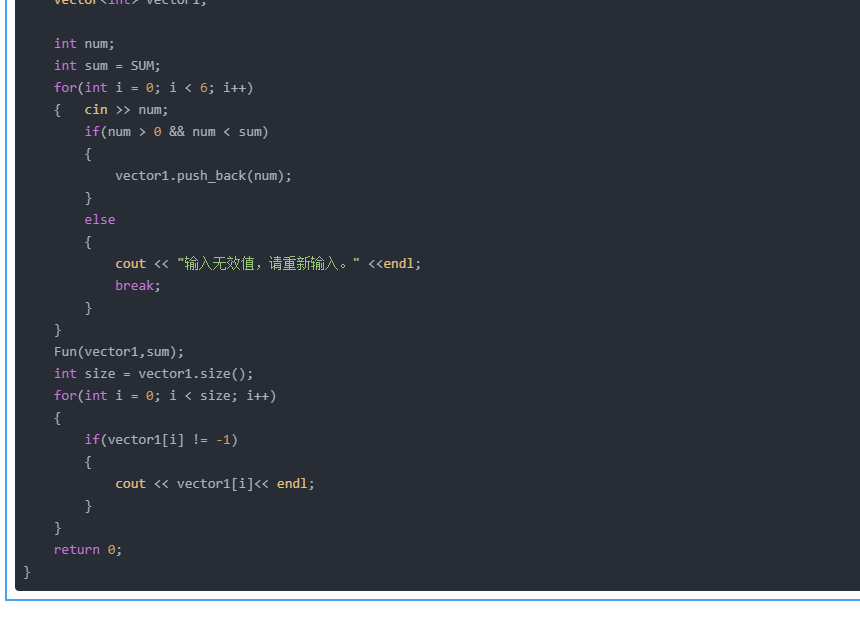 vector<int> vector1;
int num;
int sum = SUM;
for(int i = 0; i < 6; i++)
{   cin >> num;
if(num > 0 && num < sum)
{
vector1.push_back(num);
}
else
{
cout << "输入无效值，请重新输入。" <<endl;
break;
}
}
Fun(vector1,sum);
int size = vector1.size();
for(int i = 0; i < size; i++)
{
if(vector1[i] != -1)
{
cout << vector1[i]<< endl;
}
}
return 0;
}